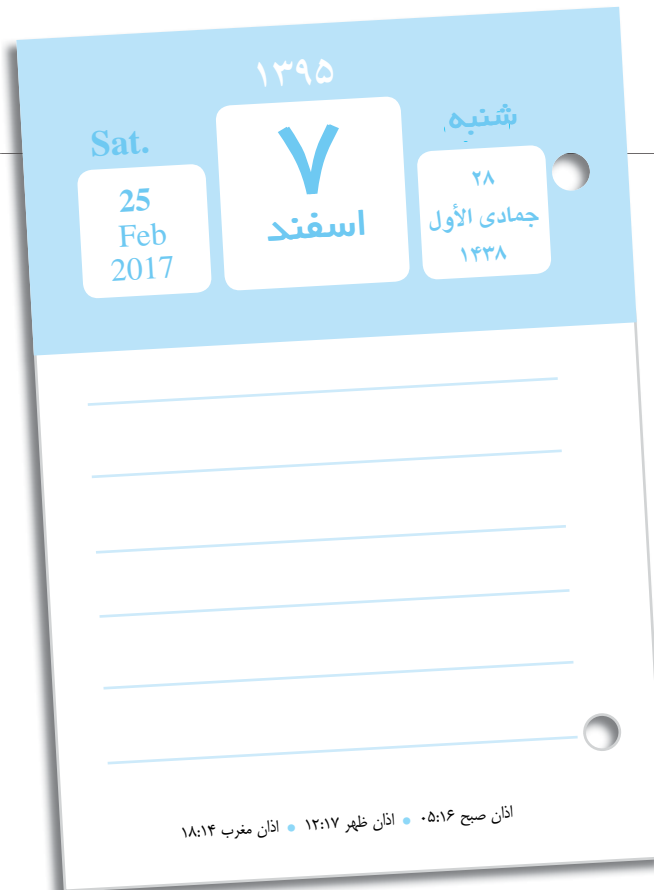 ۱۳۹۵
شنبه
۲۸
جمادی الأول
۱۴۳۸
۷
اسفند
Sat.
25
Feb
2017
اذان صبح ۰۵:۱۶ • اذان ظهر ۱۲:۱۷ • اذان مغرب ۱۸:۱۴